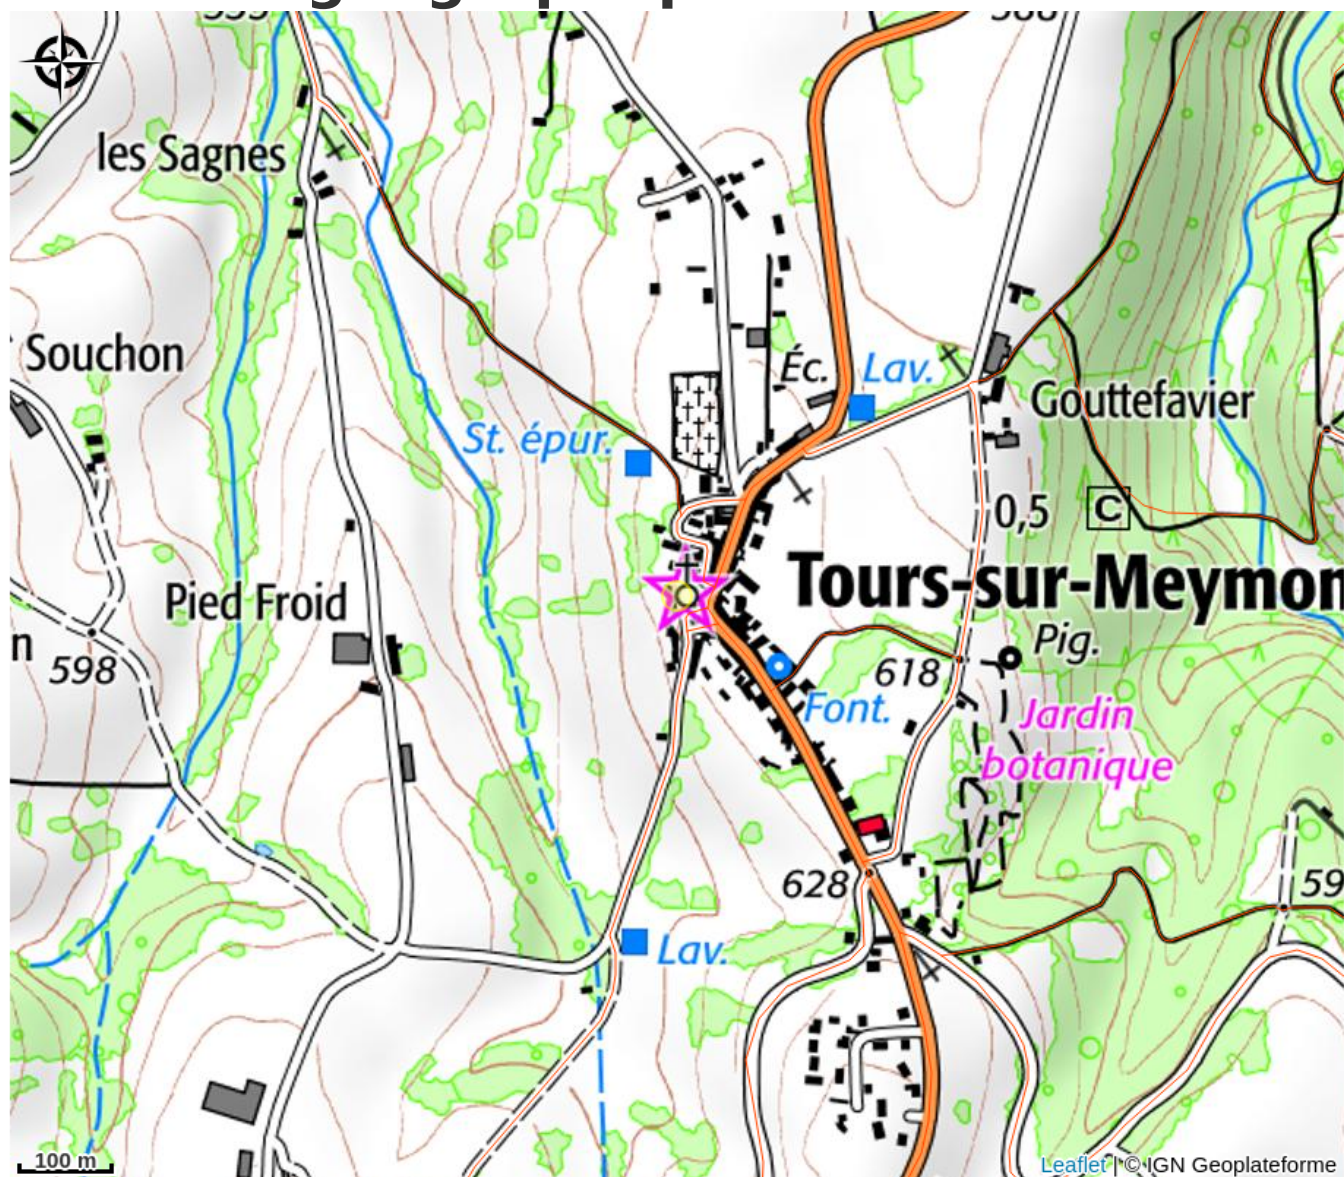 les Sagnes
Souchon
Éc.
Lav.
Gouttefavier
St. épur.
0,5
C
Tours-sur-Meymon
Pied Froid
n
598
618
Pig.
Font.
Jardin
botanique
628
59
Lav.
100 m
Leaflet | © IGN Geoplateforme